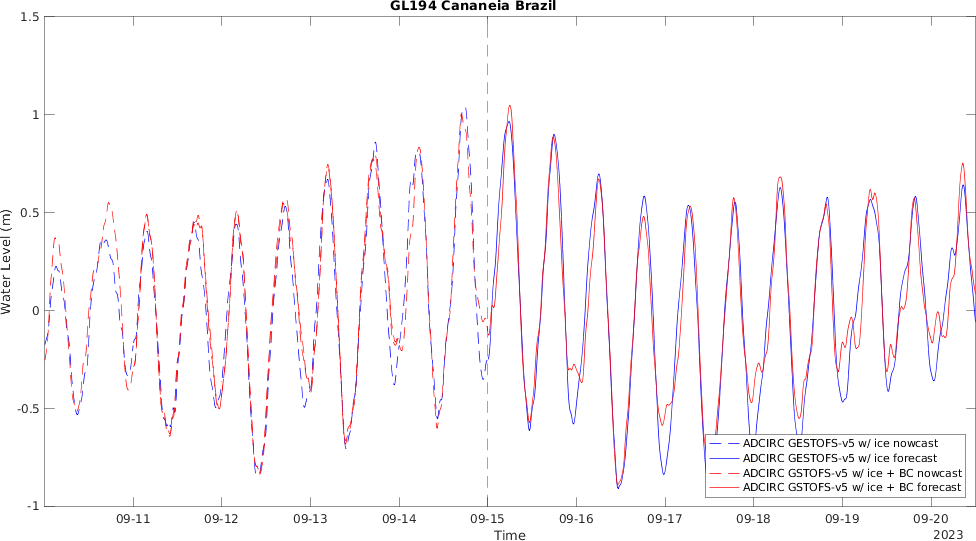 GL194 Cananeia Brazil
1.5
1
0.5
0
-0.5
-1
Water Level (m)
09-11 09-12 09-13 09-14 09-15 09-16 09-17 09-18 09-19 09-20
Time
2023
ADCIRC GESTOFS-v5 w/ ice nowcast
ADCIRC GESTOFS-v5 w/ ice forecast
ADCIRC GSTOFS-v5 w/ ice + BC nowcast
ADCIRC GSTOFS-v5 w/ ice + BC forecast